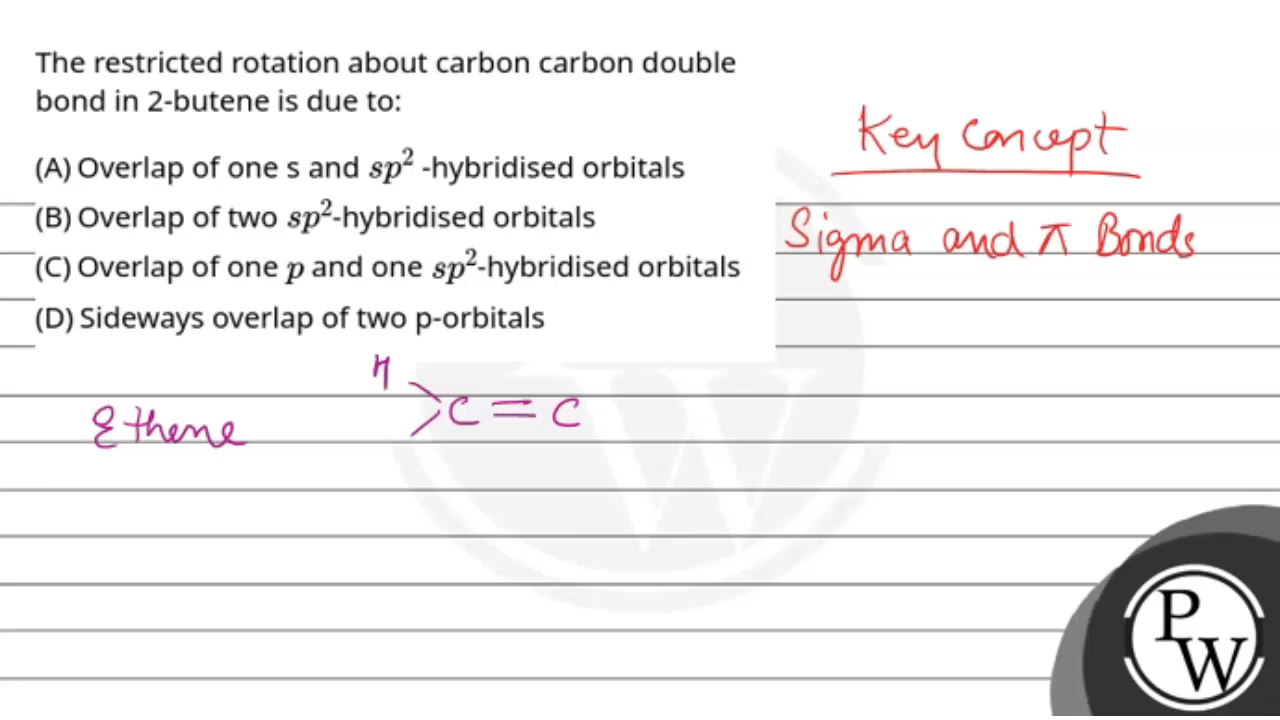 The restricted rotation about carbon carbon double
bond in 2-butene is due to:
(A) Overlap of one s and sp² -hybridised orbitals
(B) Overlap of two sp²-hybridised orbitals
(C) Overlap of one p and one sp²-hybridised orbitals
(D) Sideways overlap of two p-orbitals
Key Concept
Sigma and π Bonds
H
Ethene >C=C
PW